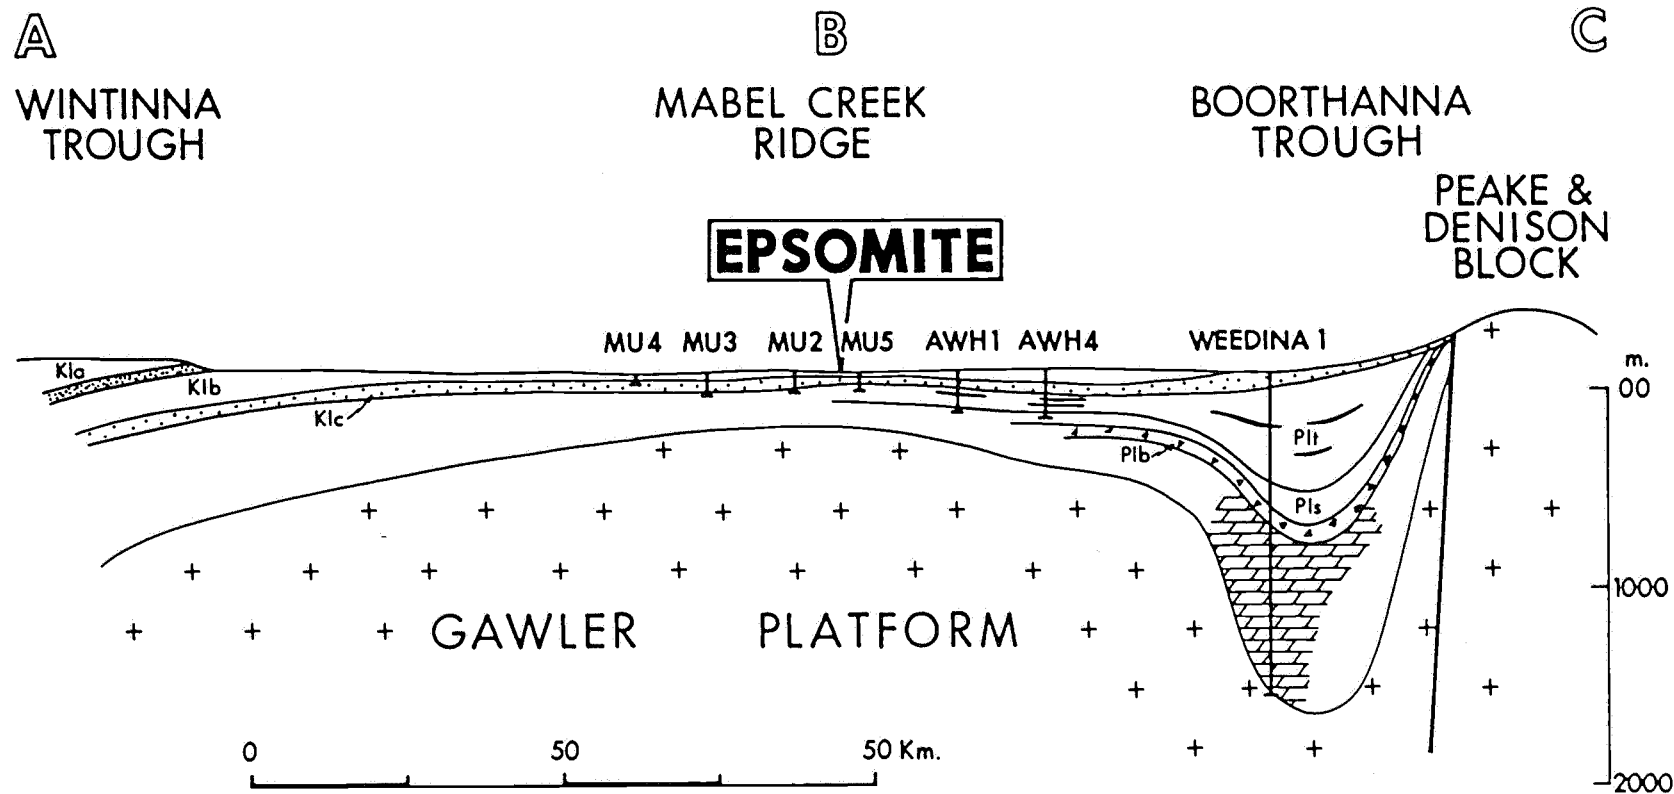 A B C
WINTINNA
TROUGH
MABEL CREEK
RIDGE
BOORTHANNA
TROUGH
PEAKE &
DENISON
BLOCK
EPSOMITE
MU4 MU3 MU2 MU5 AWH1 AWH4 WEEDINA 1
m.
Kla
Klb
Klc
00
Plt
Plb
Pls
1000
GAWLER PLATFORM
0 50 50 Km.
2000